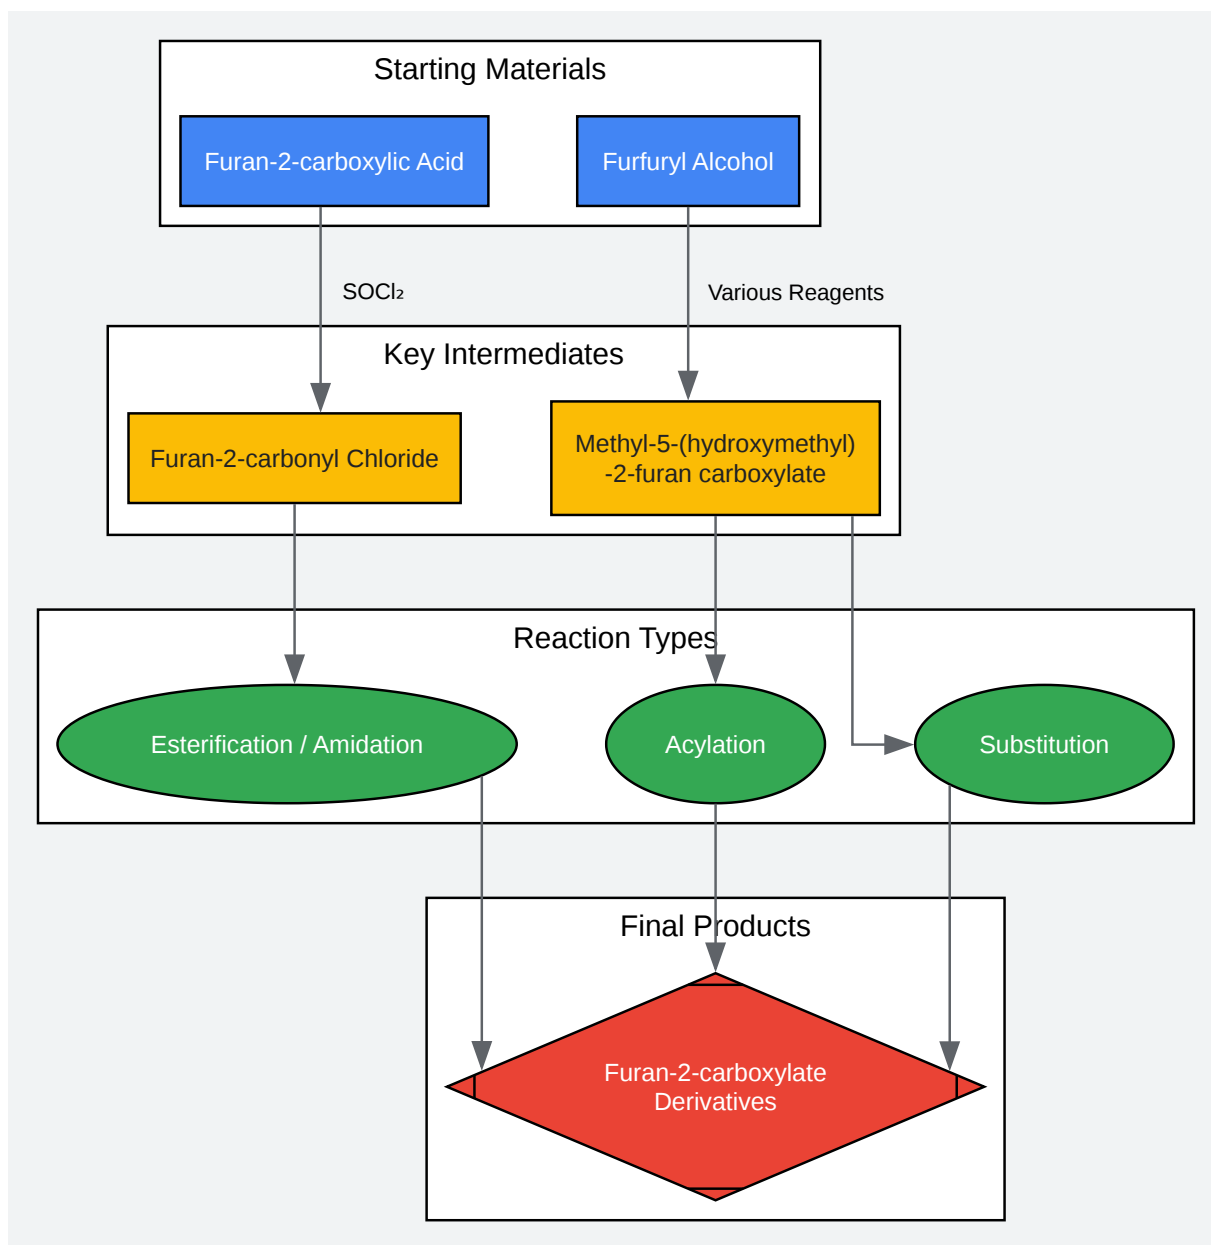 Starting Materials
Furan-2-carboxylic Acid
Furfuryl Alcohol
SOCl₂
Various Reagents
Key Intermediates
Furan-2-carbonyl Chloride
Methyl-5-(hydroxymethyl)
-2-furan carboxylate
Reaction Types
Esterification / Amidation
Acylation
Substitution
Final Products
Furan-2-carboxylate
Derivatives